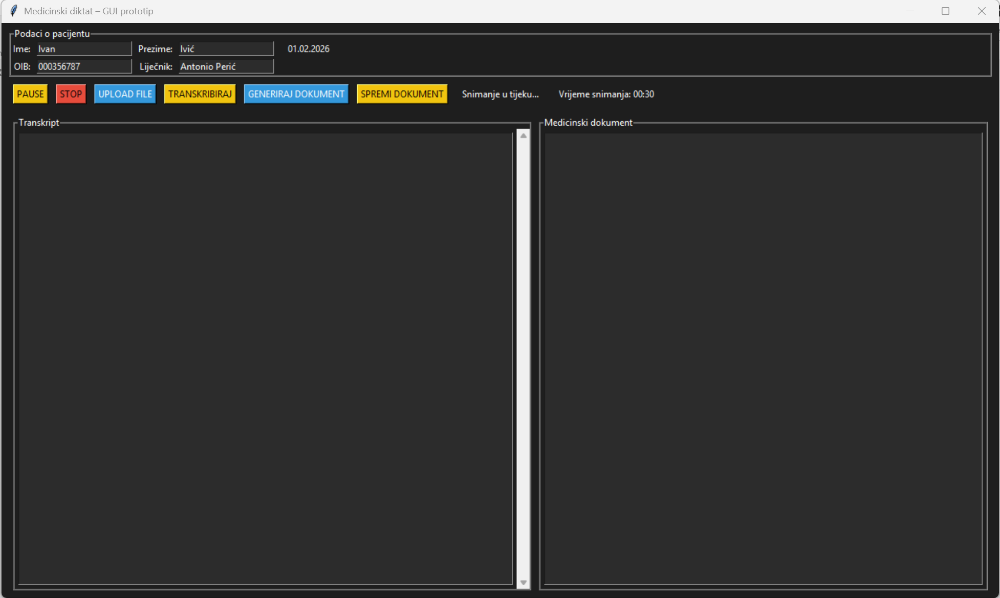 Medicinski diktat – GUI prototip
Podaci o pacijentu
Ime: Ivan Prezime: Ivić 01.02.2026
OIB: 000356787 Liječnik: Antonio Perić
PAUSE STOP UPLOAD FILE TRANSKRIBIRAJ GENERIRAJ DOKUMENT SPREMI DOKUMENT Snimanje u tijeku... Vrijeme snimanja: 00:30
Transkript Medicinski dokument